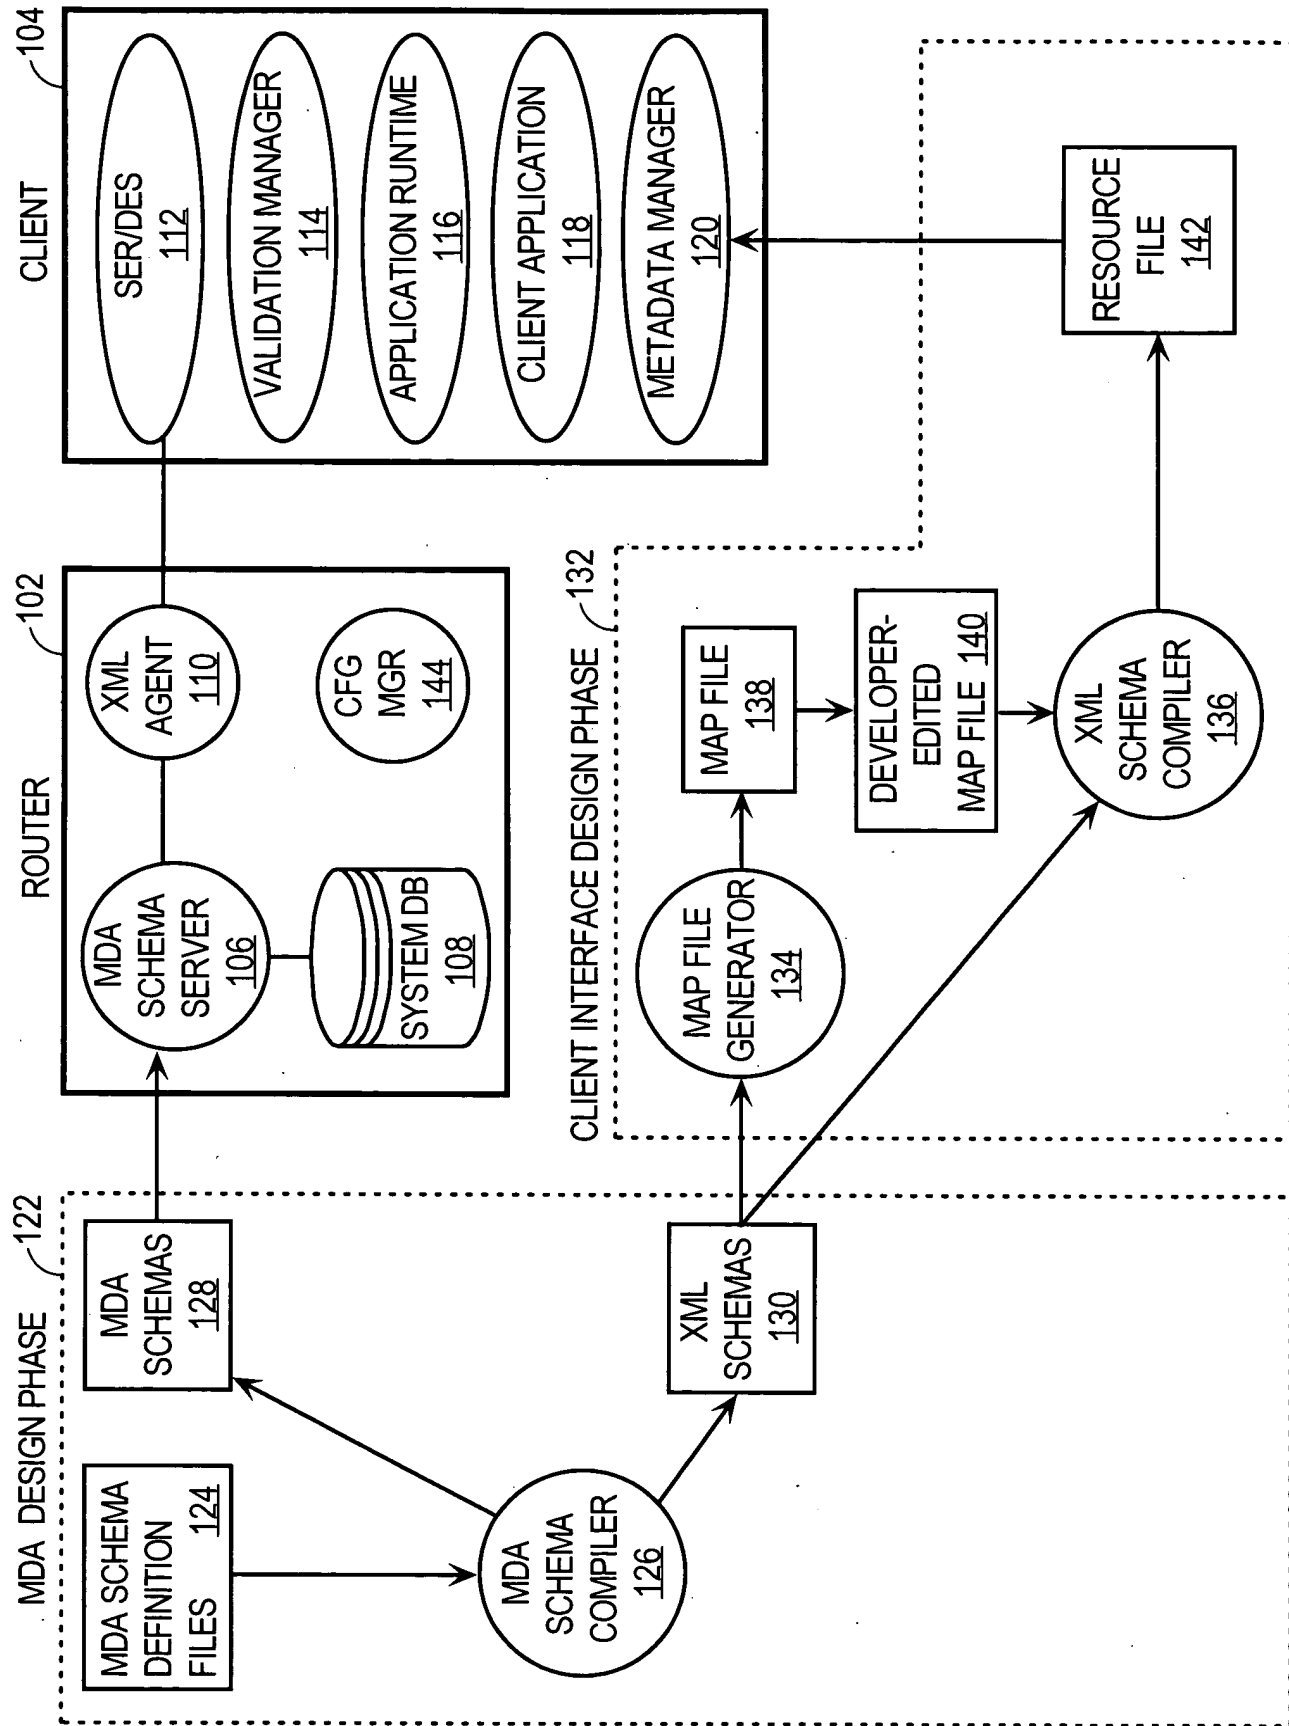 MDA DESIGN PHASE
122
MDA SCHEMA
DEFINITION
FILES 124
MDA
SCHEMA
COMPILER
126
MDA
SCHEMAS
128
XML
SCHEMAS
130
ROUTER
102
MDA
SCHEMA
SERVER
106
SYSTEM DB
108
XML
AGENT
110
CFG
MGR
144
CLIENT
104
SER/DES
112
VALIDATION MANAGER
114
APPLICATION RUNTIME
116
CLIENT APPLICATION
118
METADATA MANAGER
120
CLIENT INTERFACE DESIGN PHASE
132
MAP FILE
GENERATOR
134
MAP FILE
138
DEVELOPER-
EDITED
MAP FILE 140
XML
SCHEMA
COMPILER
136
RESOURCE
FILE
142